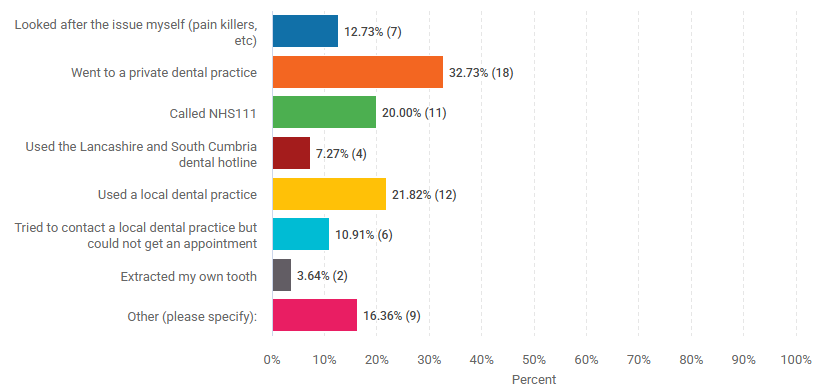 Looked after the issue myself (pain killers,
etc)
12.73% (7)
Went to a private dental practice
32.73% (18)
Called NHS111
20.00% (11)
Used the Lancashire and South Cumbria
dental hotline
7.27% (4)
Used a local dental practice
21.82% (12)
Tried to contact a local dental practice but
could not get an appointment
10.91% (6)
Extracted my own tooth
3.64% (2)
Other (please specify):
16.36% (9)
0% 10% 20% 30% 40% 50% 60% 70% 80% 90% 100%
Percent